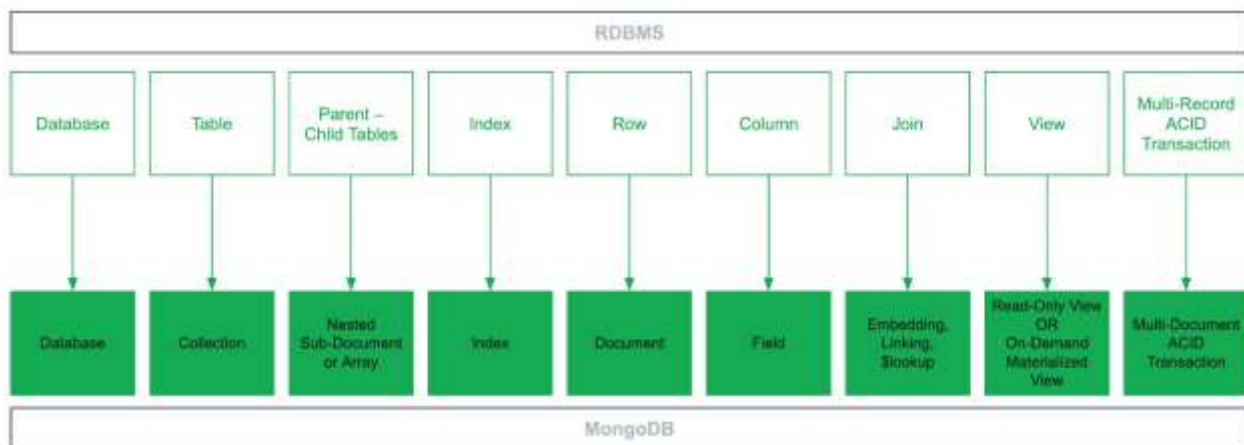 RDBMS
Database
Table
Parent –
Child Tables
Index
Row
Column
Join
View
Multi-Record
ACID
Transaction
Database
Collection
Nested
Sub-Document
or Array
Index
Document
Field
Embedding,
Linking,
$lookup
Read-Only View
OR
On-Demand
Materialized
View
Multi-Document
ACID
Transaction
MongoDB